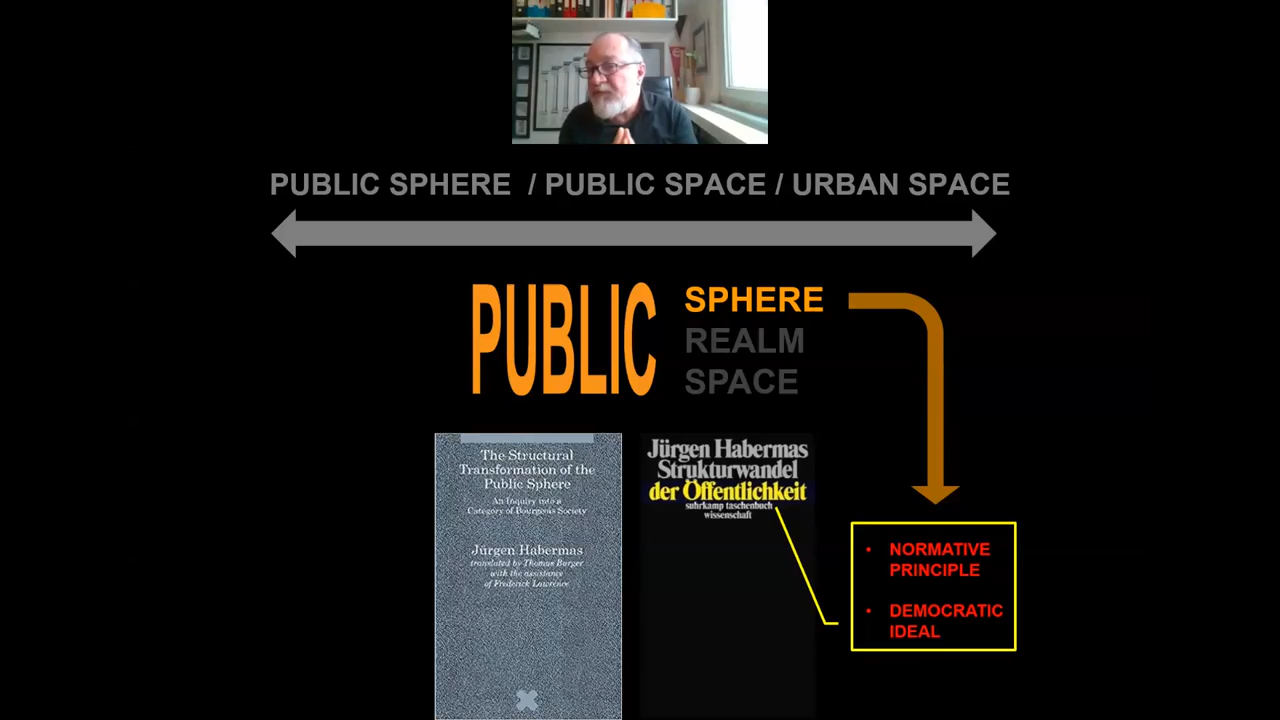 PUBLIC SPHERE / PUBLIC SPACE / URBAN SPACE
PUBLIC
SPHERE
REALM
SPACE
The Structural
Transformation of the
Public Sphere
An Inquiry into a
Category of Bourgeois Society
Jürgen Habermas
translated by Thomas Burger
with the assistance
of Frederick Lawrence
Jürgen Habermas
Strukturwandel
der Öffentlichkeit
suhrkamp taschenbuch
wissenschaft
• NORMATIVE
PRINCIPLE
• DEMOCRATIC
IDEAL